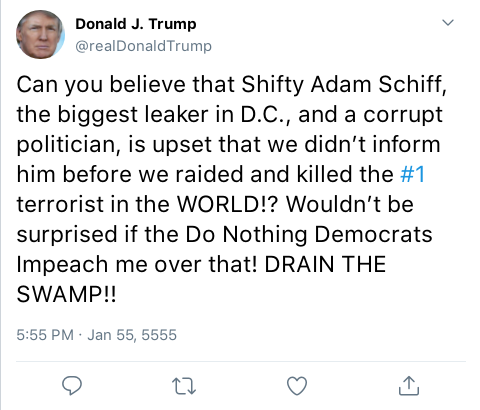 Donald J. Trump
@realDonaldTrump
Can you believe that Shifty Adam Schiff,
the biggest leaker in D.C., and a corrupt
politician, is upset that we didn’t inform
him before we raided and killed the #1
terrorist in the WORLD!? Wouldn’t be
surprised if the Do Nothing Democrats
Impeach me over that! DRAIN THE
SWAMP!!
5:55 PM · Jan 55, 5555